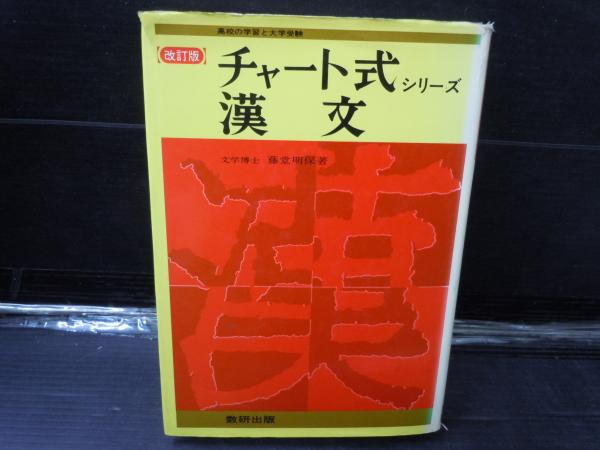 高校の学習と大学受験
【改訂版】
チャート式シリーズ
漢文
文学博士 藤堂明保著
漢
数研出版